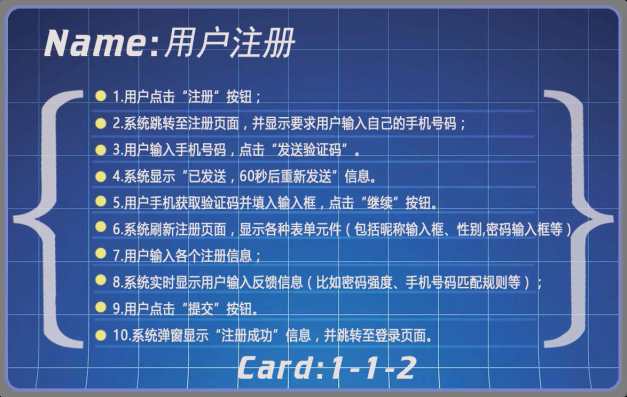 Name:用户注册
1.用户点击“注册”按钮；
2.系统跳转至注册页面，并显示要求用户输入自己的手机号码；
3.用户输入手机号码，点击“发送验证码”。
4.系统显示“已发送，60秒后重新发送”信息。
5.用户手机获取验证码并填入输入框，点击“继续”按钮。
6.系统刷新注册页面，显示各种表单元件（包括昵称输入框、性别,密码输入框等）
7.用户输入各个注册信息；
8.系统实时显示用户输入反馈信息（比如密码强度、手机号码匹配规则等）；
9.用户点击“提交”按钮。
10.系统弹窗显示“注册成功”信息，并跳转至登录页面。
Card:1-1-2